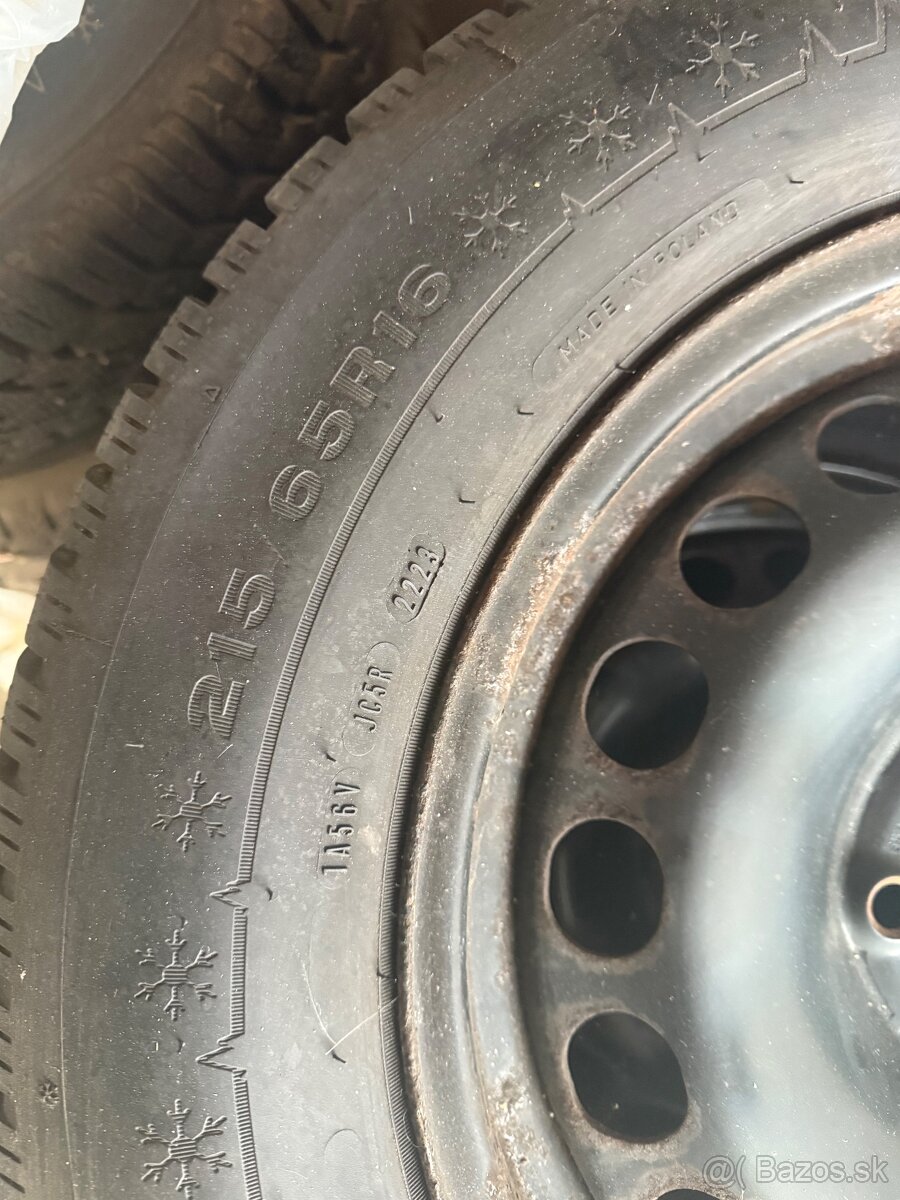 215/65R16
MADE IN POLAND
2223
JC5R
1A56V
@( Bazos.sk